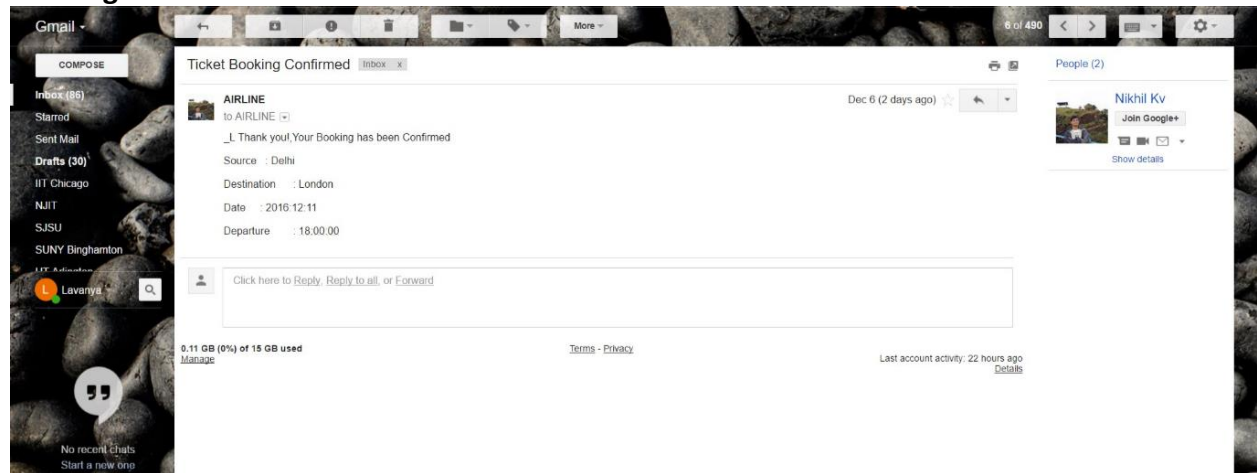 Gmail
More
6 of 490
COMPOSE
Inbox (86)
Starred
Sent Mail
Drafts (30)
IIT Chicago
NJIT
SJSU
SUNY Binghamton
UT Arlington
Lavanya
L
No recent chats
Start a new one
Ticket Booking Confirmed Inbox x
AIRLINE Dec 6 (2 days ago)
to AIRLINE
_L Thank you!,Your Booking has been Confirmed
Source : Delhi
Destination : London
Date : 2016:12:11
Departure : 18:00:00
Click here to Reply, Reply to all, or Forward
0.11 GB (0%) of 15 GB used
Manage
Terms - Privacy
Last account activity: 22 hours ago
Details
People (2)
Nikhil Kv
Join Google+
Show details